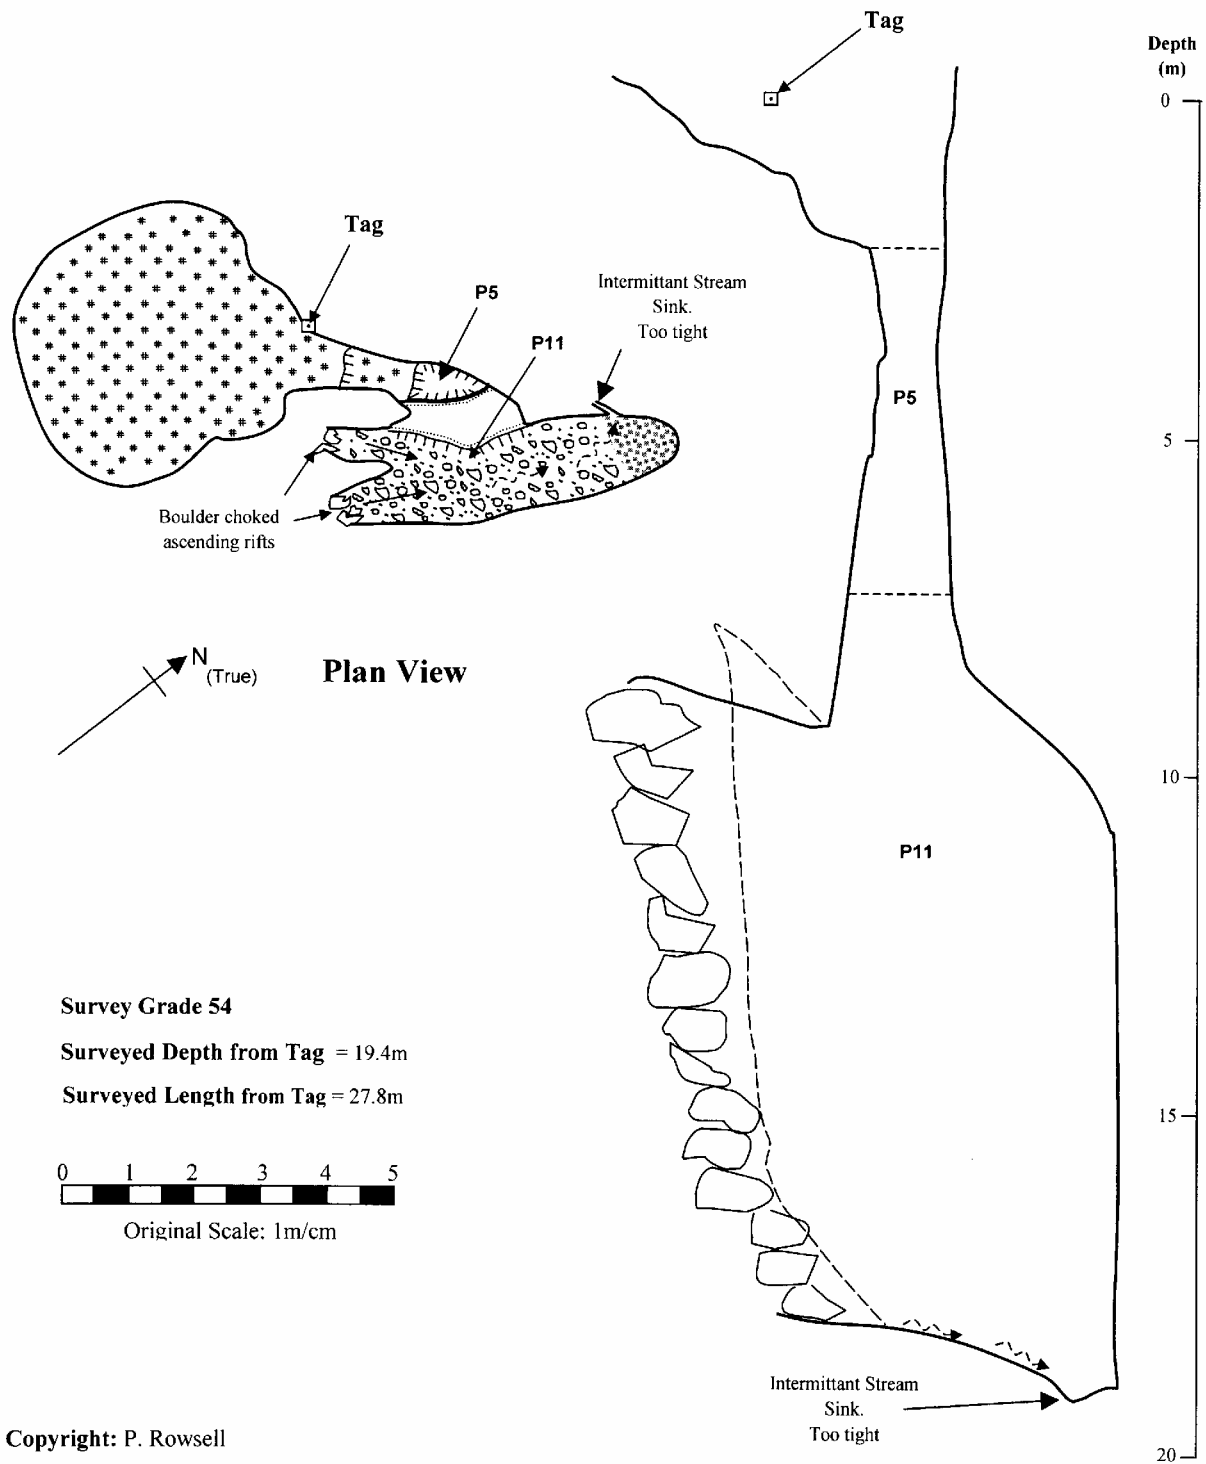 Tag
Depth
(m)
0
Tag
P5
Intermittant Stream
Sink.
Too tight
P11
P5
5
Boulder choked
ascending rifts
N
(True)
Plan View
10
P11
Survey Grade 54
Surveyed Depth from Tag = 19.4m
Surveyed Length from Tag = 27.8m
15
0 1 2 3 4 5
Original Scale: 1m/cm
Intermittant Stream
Sink.
Too tight
Copyright: P. Rowsell
20